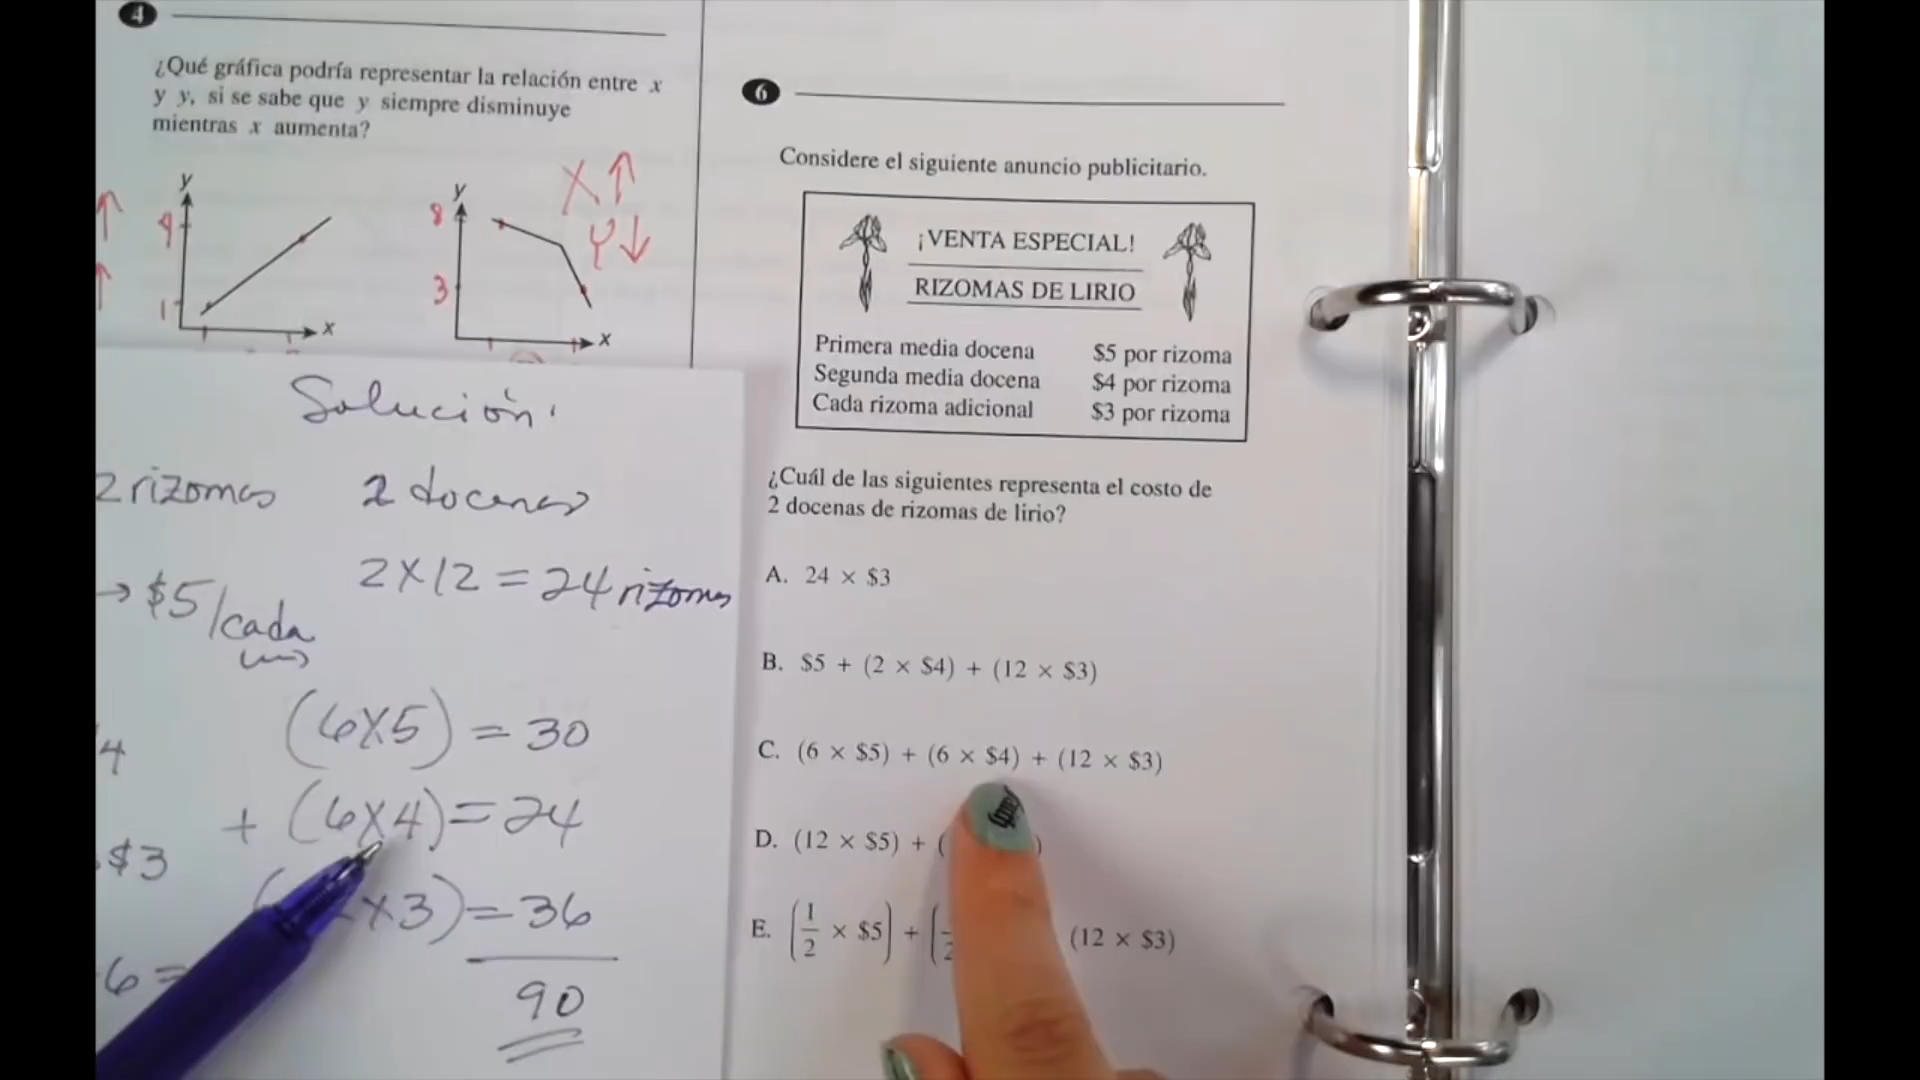 4
¿Qué gráfica podría representar la relación entre x
y y, si se sabe que y siempre disminuye
mientras x aumenta?
y
4
1
x
y
8
3
x
X ↑
Y ↓
Solución:
2 rizomas
2 docenas
2 X 12 = 24 rizomas
→ $5/cada
uno
(6X5) = 30
4
+ (6X4) = 24
$3
x3) = 36
6 =
90
6
Considere el siguiente anuncio publicitario.
¡VENTA ESPECIAL!
RIZOMAS DE LIRIO
Primera media docena $5 por rizoma
Segunda media docena $4 por rizoma
Cada rizoma adicional $3 por rizoma
¿Cuál de las siguientes representa el costo de
2 docenas de rizomas de lirio?
A. 24 × $3
B. $5 + (2 × $4) + (12 × $3)
C. (6 × $5) + (6 × $4) + (12 × $3)
D. (12 × $5) + ( )
E. (1/2 × $5) + ( (12 × $3)